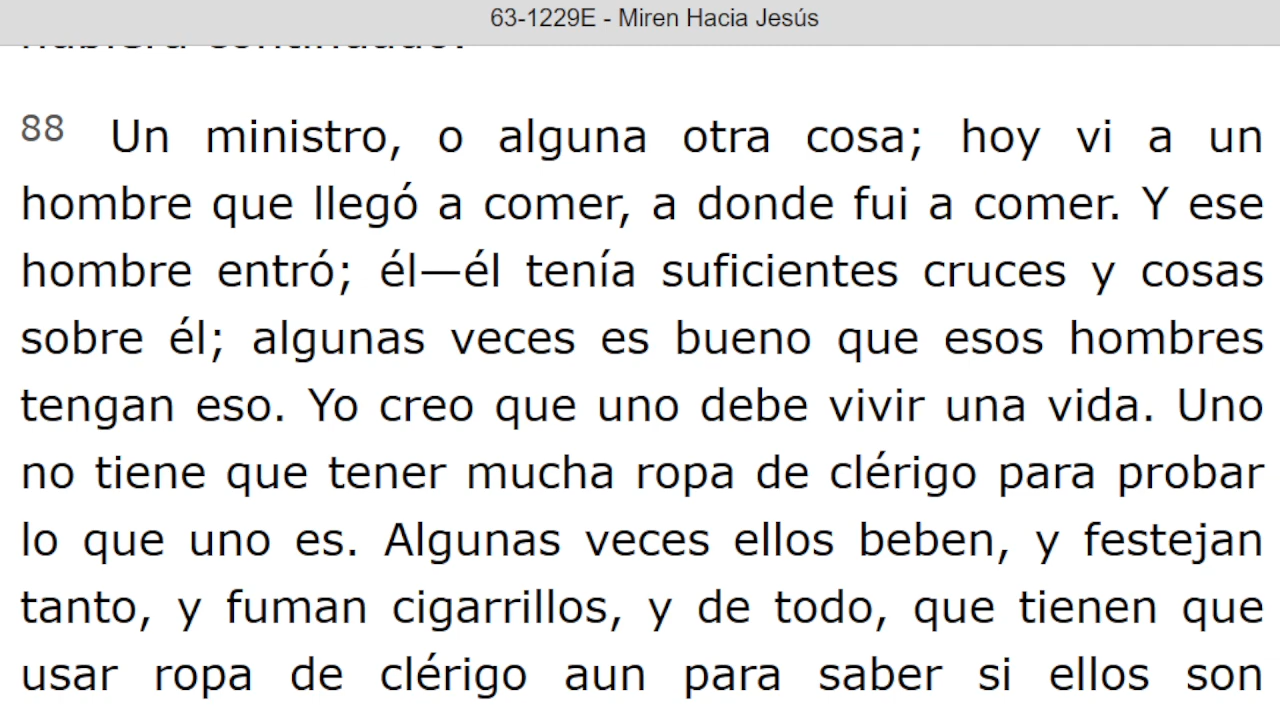 63-1229E - Miren Hacia Jesús
88 Un ministro, o alguna otra cosa; hoy vi a un
hombre que llegó a comer, a donde fui a comer. Y ese
hombre entró; él—él tenía suficientes cruces y cosas
sobre él; algunas veces es bueno que esos hombres
tengan eso. Yo creo que uno debe vivir una vida. Uno
no tiene que tener mucha ropa de clérigo para probar
lo que uno es. Algunas veces ellos beben, y festejan
tanto, y fuman cigarrillos, y de todo, que tienen que
usar ropa de clérigo aun para saber si ellos son